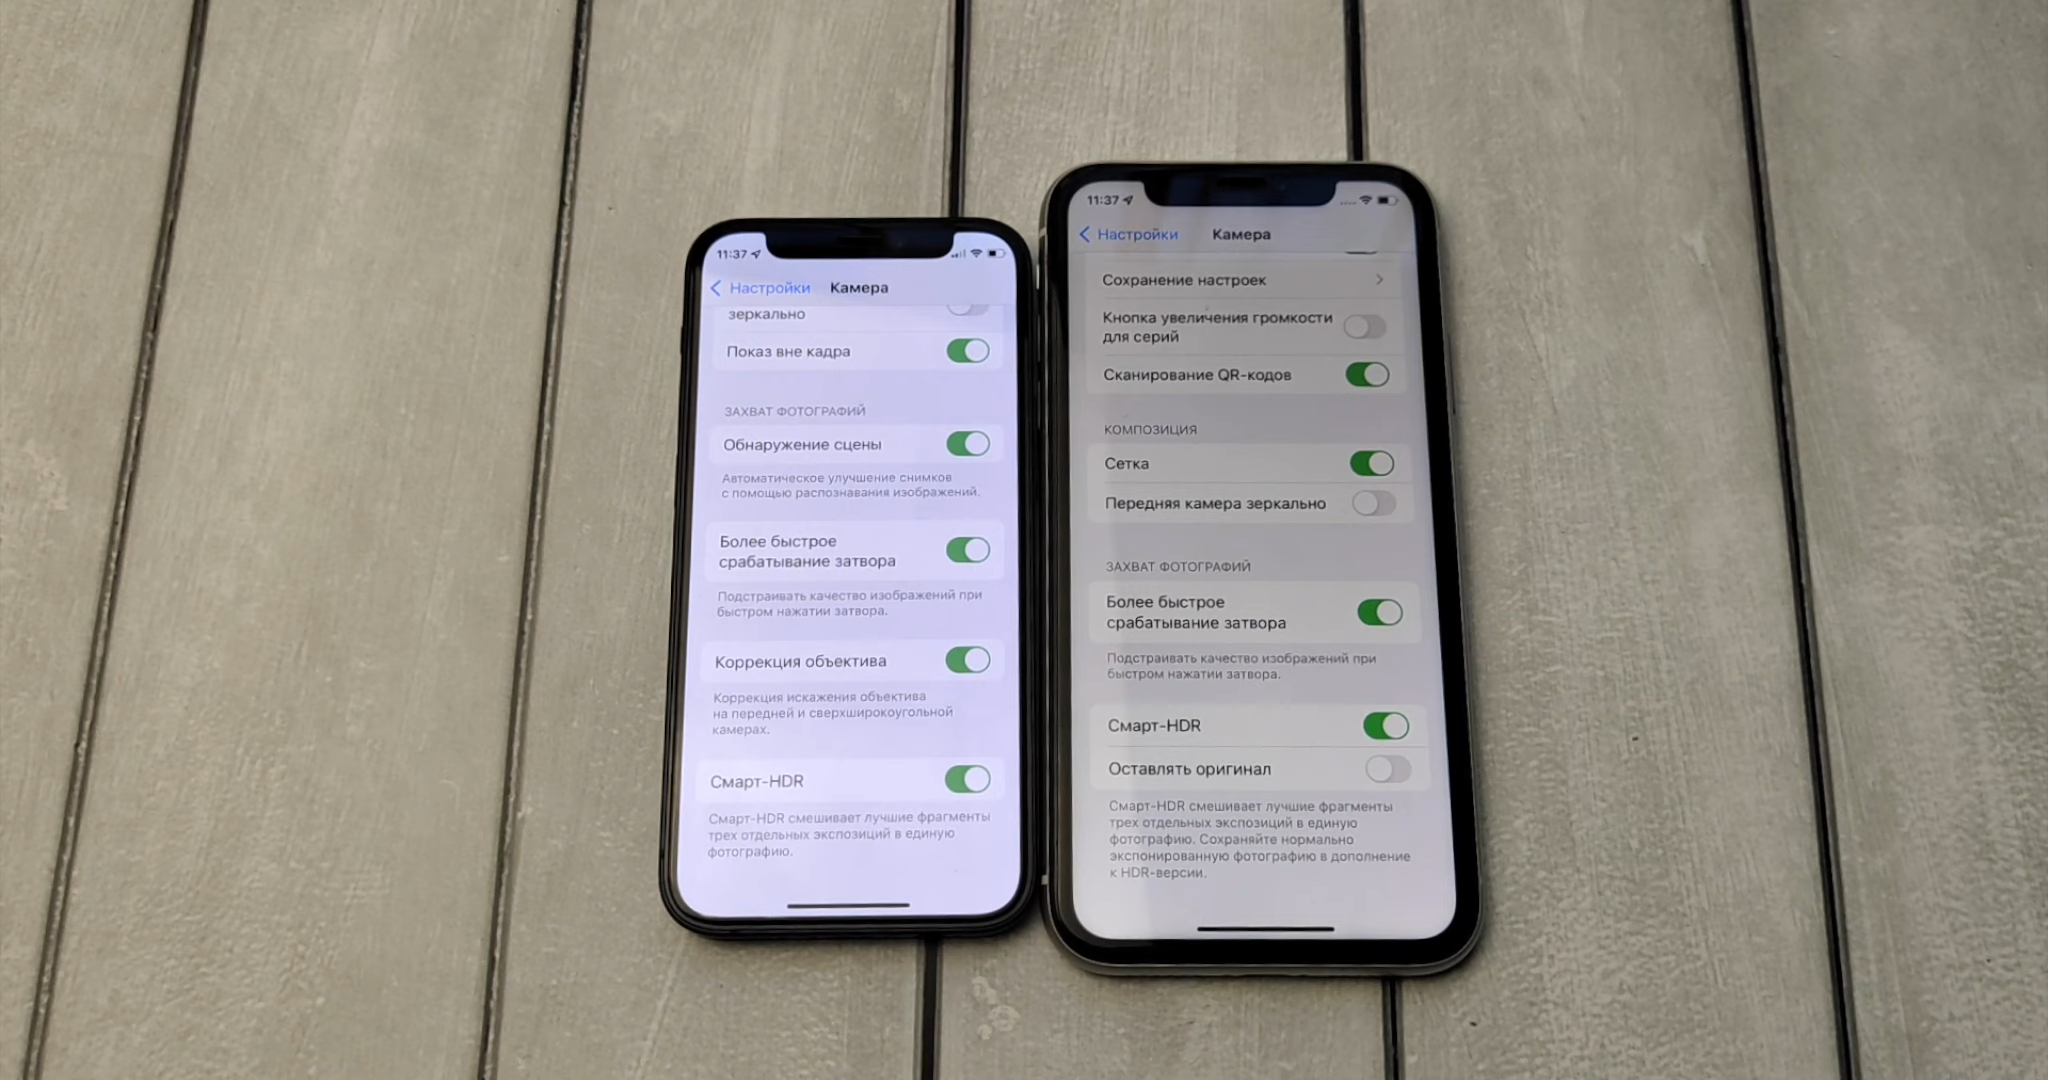 11:37
Настройки
Камера
зеркально
Показ вне кадра
ЗАХВАТ ФОТОГРАФИЙ
Обнаружение сцены
Автоматическое улучшение снимков
с помощью распознавания изображений.
Более быстрое
срабатывание затвора
Подстраивать качество изображений при
быстром нажатии затвора.
Коррекция объектива
Коррекция искажения объектива
на передней и сверхширокоугольной
камерах.
Смарт-HDR
Смарт-HDR смешивает лучшие фрагменты
трех отдельных экспозиций в единую
фотографию.
11:37
Настройки
Камера
Сохранение настроек
Кнопка увеличения громкости
для серий
Сканирование QR-кодов
КОМПОЗИЦИЯ
Сетка
Передняя камера зеркально
ЗАХВАТ ФОТОГРАФИЙ
Более быстрое
срабатывание затвора
Подстраивать качество изображений при
быстром нажатии затвора.
Смарт-HDR
Оставлять оригинал
Смарт-HDR смешивает лучшие фрагменты
трех отдельных экспозиций в единую
фотографию. Сохраняйте нормально
экспонированную фотографию в дополнение
к HDR-версии.